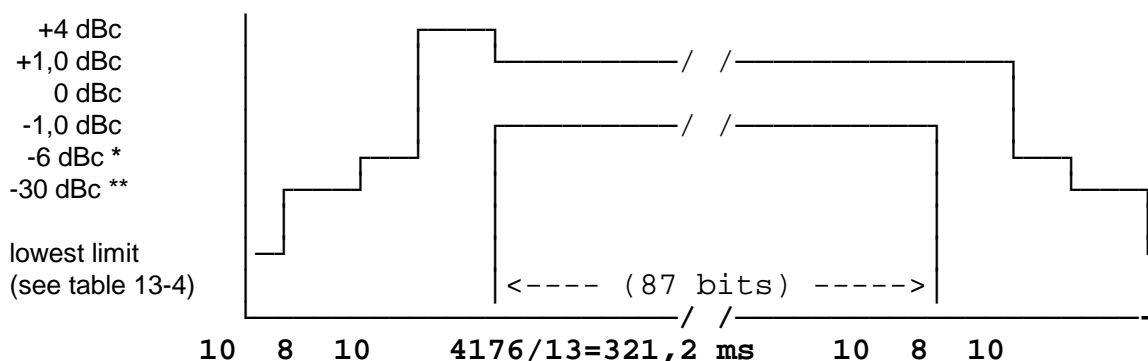 +4 dBc
+1,0 dBc
0 dBc
-1,0 dBc
-6 dBc *
-30 dBc **
lowest limit
(see table 13-4)
<---- (87 bits) ----->
10 8 10 4176/13=321,2 ms 10 8 10